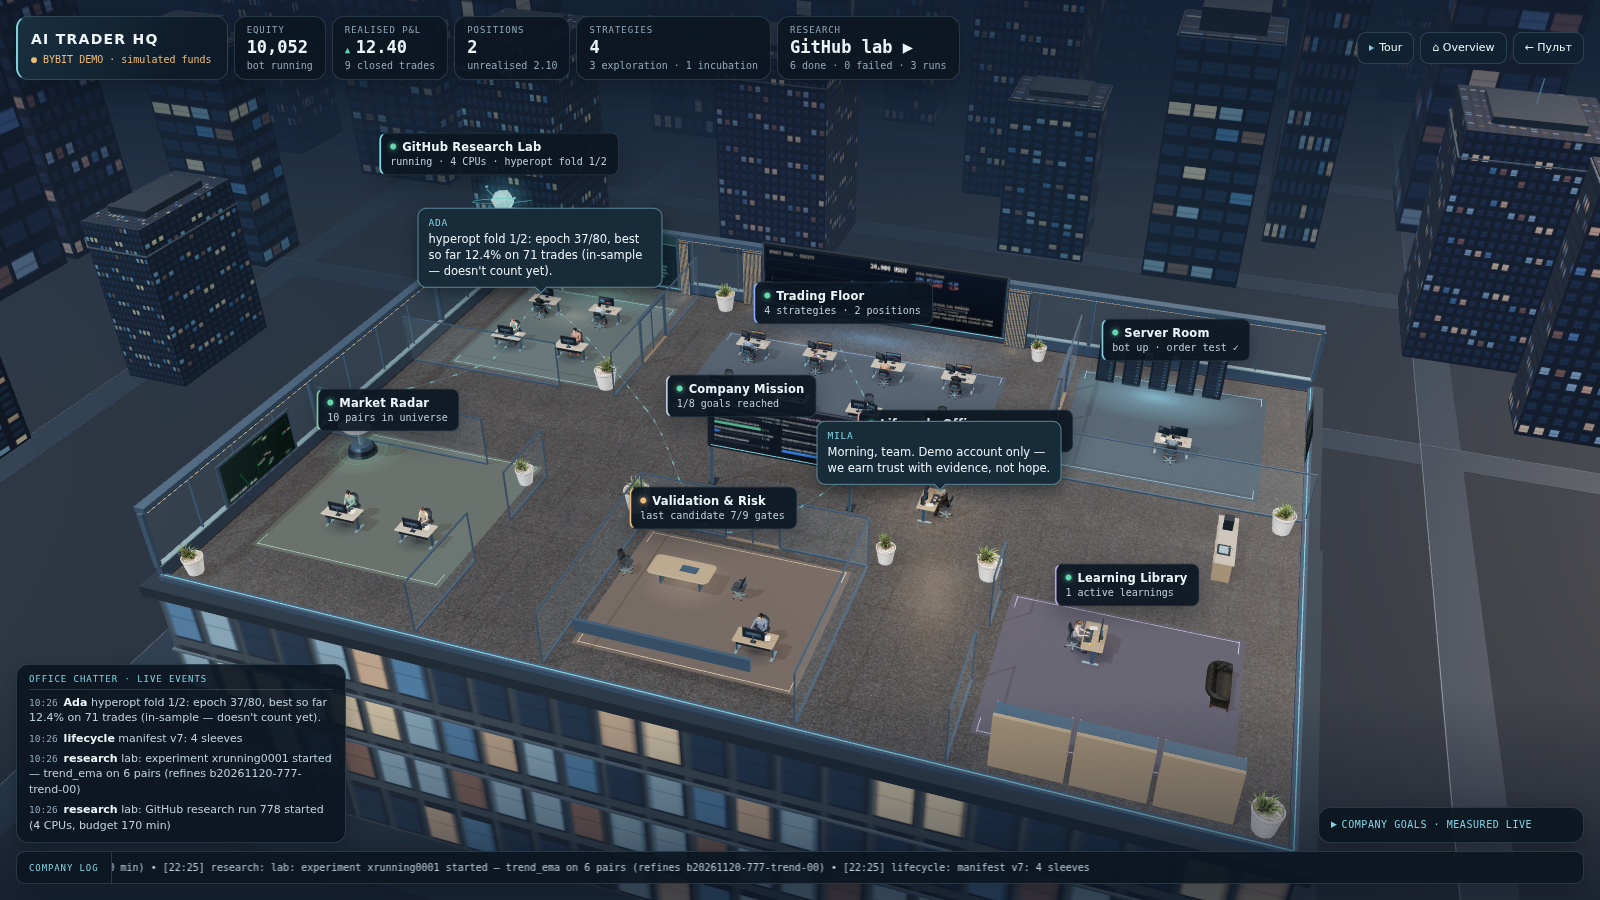 AI TRADER HQ
● BYBIT DEMO · simulated funds
EQUITY
10,052
bot running
REALISED P&L
▲ 12.40
9 closed trades
POSITIONS
2
unrealised 2.10
STRATEGIES
4
3 exploration · 1 incubation
RESEARCH
GitHub lab ▶
6 done · 0 failed · 3 runs
▶ Tour
⌂ Overview
← Пульт
GitHub Research Lab
running · 4 CPUs · hyperopt fold 1/2
ADA
hyperopt fold 1/2: epoch 37/80, best
so far 12.4% on 71 trades (in-sample
— doesn't count yet).
Trading Floor
4 strategies · 2 positions
Server Room
bot up · order test ✓
Company Mission
1/8 goals reached
Market Radar
10 pairs in universe
MILA
Morning, team. Demo account only —
we earn trust with evidence, not hope.
Validation & Risk
last candidate 7/9 gates
Learning Library
1 active learnings
OFFICE CHATTER · LIVE EVENTS
10:26 Ada hyperopt fold 1/2: epoch 37/80, best so far
12.4% on 71 trades (in-sample — doesn't count yet).
10:26 lifecycle manifest v7: 4 sleeves
10:26 research lab: experiment xrunning0001 started
— trend_ema on 6 pairs (refines b20261120-777-
trend-00)
10:26 research lab: GitHub research run 778 started
(4 CPUs, budget 170 min)
▶ COMPANY GOALS · MEASURED LIVE
COMPANY LOG
min) • [22:25] research: lab: experiment xrunning0001 started — trend_ema on 6 pairs (refines b20261120-777-trend-00) • [22:25] lifecycle: manifest v7: 4 sleeves